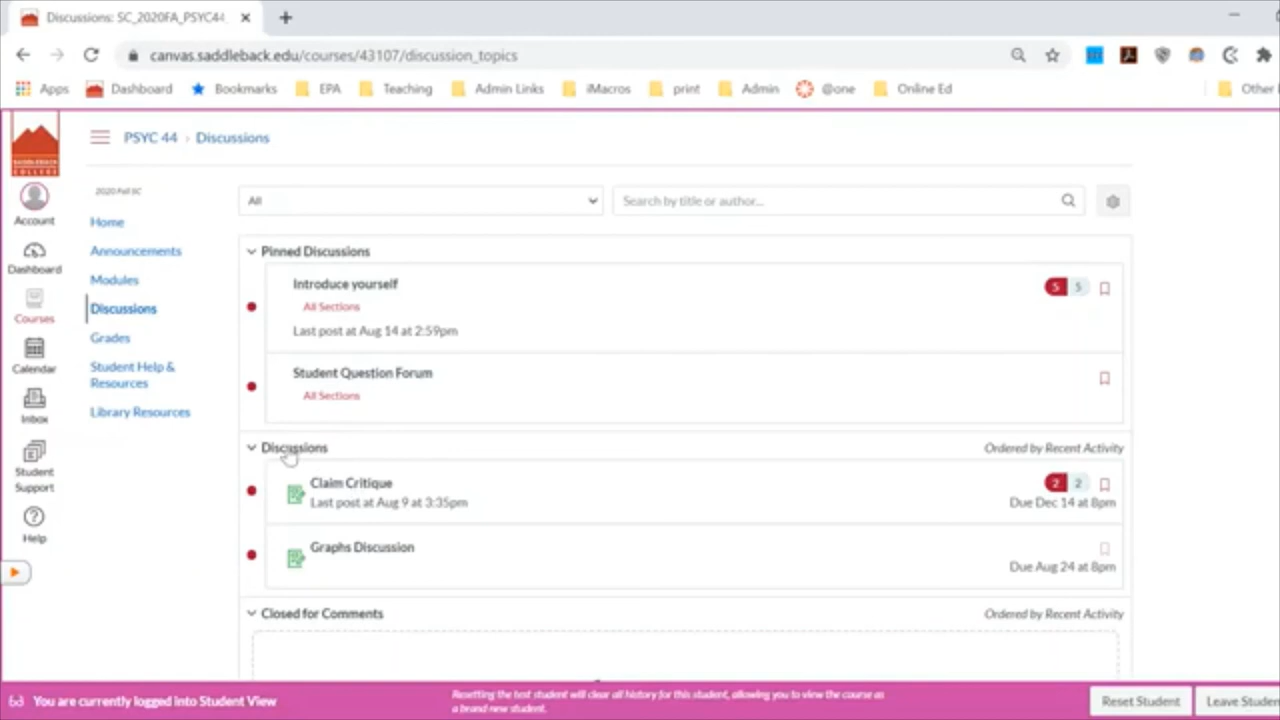 Discussions: SC_2020FA_PSYC44
canvas.saddleback.edu/courses/43107/discussion_topics
Apps Dashboard Bookmarks EPA Teaching Admin Links iMacros print Admin @one Online Ed Other
SADDLEBACK
COLLEGE
PSYC 44 › Discussions
2020 Fall SC
Account
Dashboard
Courses
Calendar
Inbox
Student
Support
Help
Home
Announcements
Modules
Discussions
Grades
Student Help &
Resources
Library Resources
All
Search by title or author...
Pinned Discussions
Introduce yourself
5 5
All Sections
Last post at Aug 14 at 2:59pm
Student Question Forum
All Sections
Discussions
Ordered by Recent Activity
Claim Critique
2 2
Last post at Aug 9 at 3:35pm
Due Dec 14 at 8pm
Graphs Discussion
Due Aug 24 at 8pm
Closed for Comments
Ordered by Recent Activity
You are currently logged into Student View
Resetting the test student will clear all history for this student, allowing you to view the course as
a brand new student.
Reset Student
Leave Studen